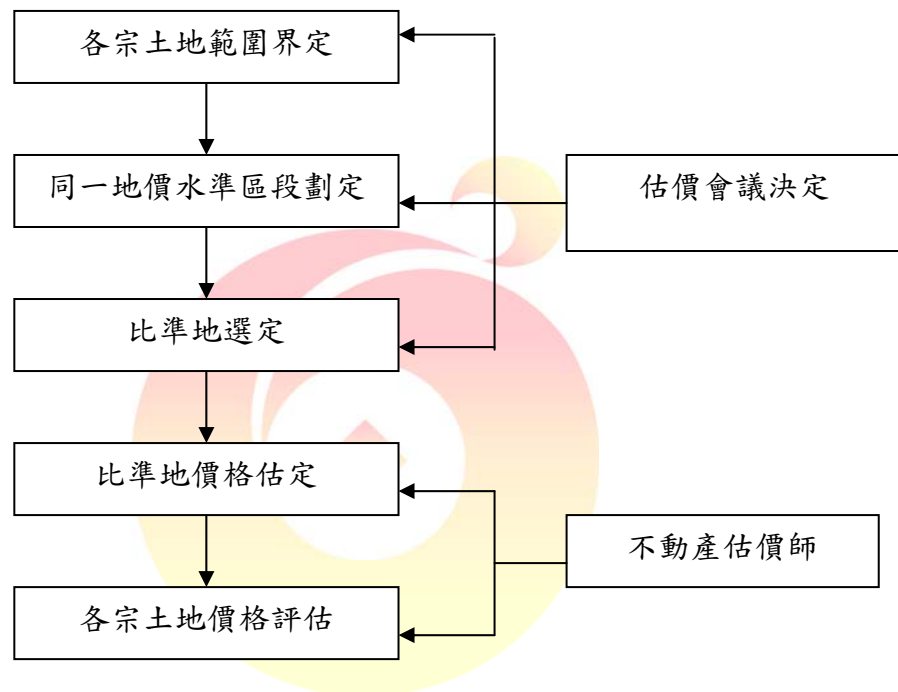 各宗土地範圍界定
同一地價水準區段劃定
估價會議決定
比準地選定
比準地價格估定
不動產估價師
各宗土地價格評估